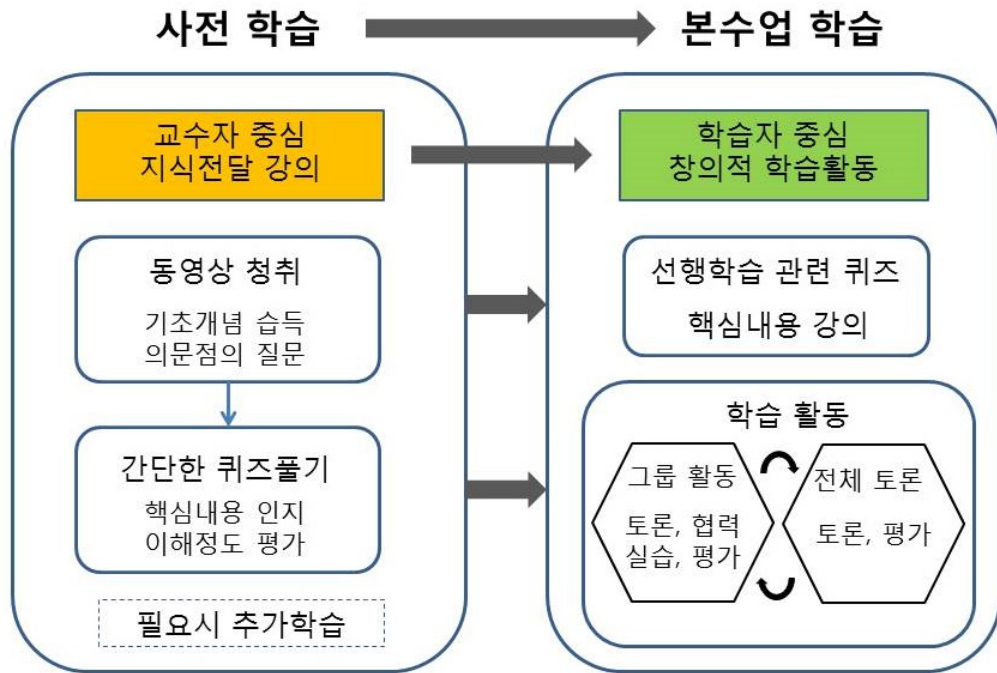 사전 학습
본수업 학습
교수자 중심
지식전달 강의
동영상 청취
기초개념 습득
의문점의 질문
간단한 퀴즈풀기
핵심내용 인지
이해정도 평가
필요시 추가학습
학습자 중심
창의적 학습활동
선행학습 관련 퀴즈
핵심내용 강의
학습 활동
그룹 활동
토론, 협력
실습, 평가
전체 토론
토론, 평가